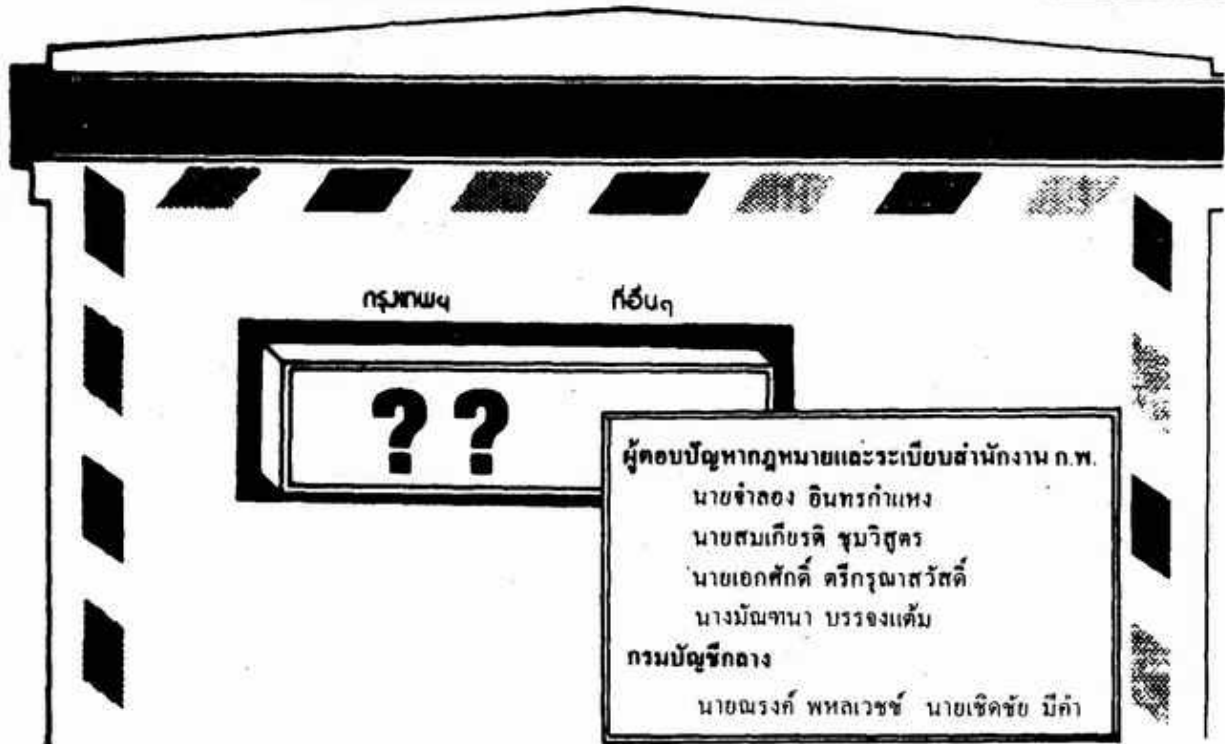 กรุงเทพฯ ที่อื่นๆ
??
ผู้ตอบปัญหากฎหมายและระเบียบสำนักงาน ก.พ.
นายจำลอง อินทรกำแหง
นายสมเกียรติ ชุมวิสูตร
นายเอกศักดิ์ ตรีกรุณาสวัสดิ์
นางมัณฑนา บรรจงแต้ม
กรมบัญชีกลาง
นายณรงค์ พหลเวชช์ นายเชิดชัย มีคำ